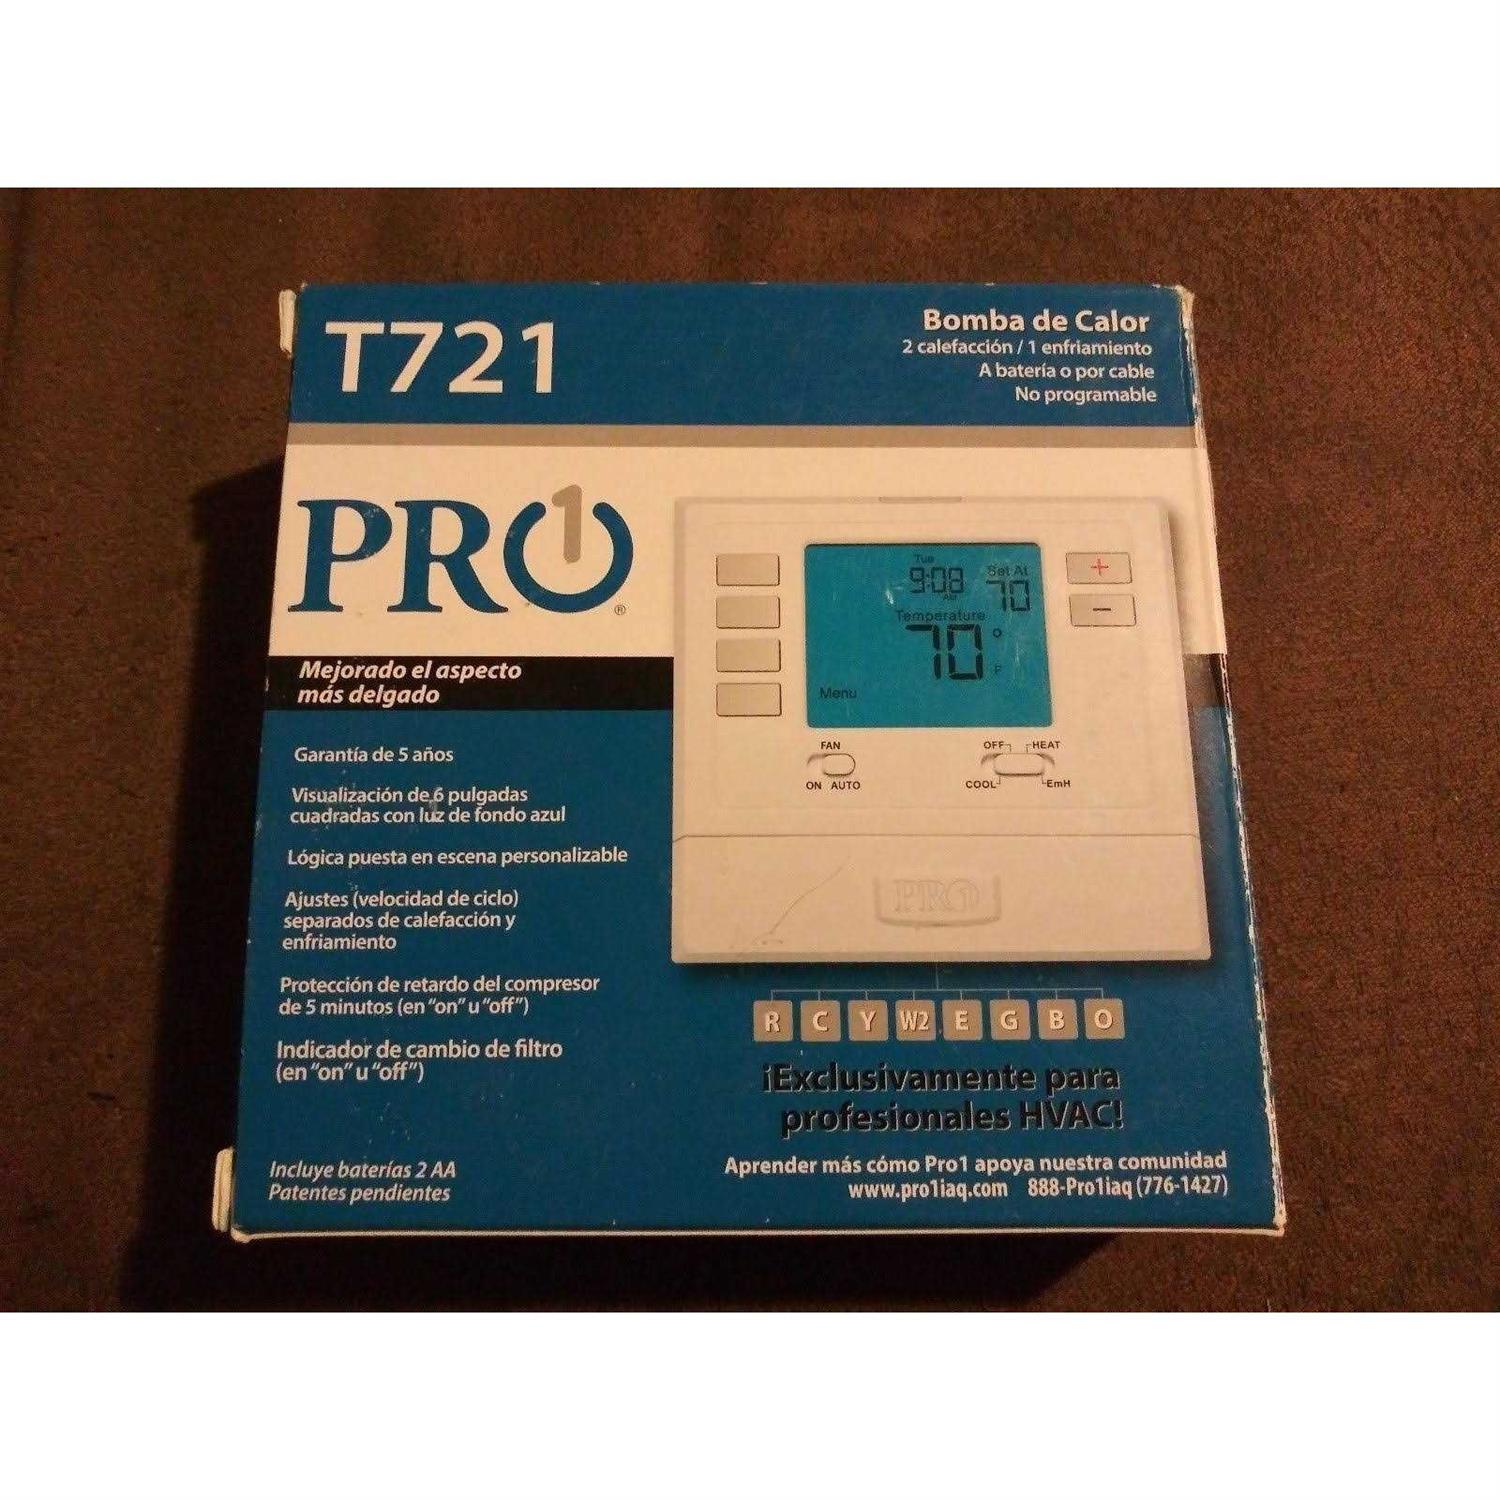 T721
Bomba de Calor
2 calefacción / 1 enfriamiento
A batería o por cable
No programable
PRO1®
Mejorado el aspecto
más delgado
Garantía de 5 años
Visualización de 6 pulgadas
cuadradas con luz de fondo azul
Lógica puesta en escena personalizable
Ajustes (velocidad de ciclo)
separados de calefacción y
enfriamiento
Protección de retardo del compresor
de 5 minutos (en “on” u “off”)
Indicador de cambio de filtro
(en “on” u “off”)
Incluye baterías 2 AA
Patentes pendientes
Tue
9:08
AM
Set At
70
Temperature
70° F
Menu
+
−
FAN
ON AUTO
OFF HEAT
COOL EmH
PRO1
R C Y W2 E G B O
¡Exclusivamente para
profesionales HVAC!
Aprender más cómo Pro1 apoya nuestra comunidad
www.pro1iaq.com 888-Pro1iaq (776-1427)